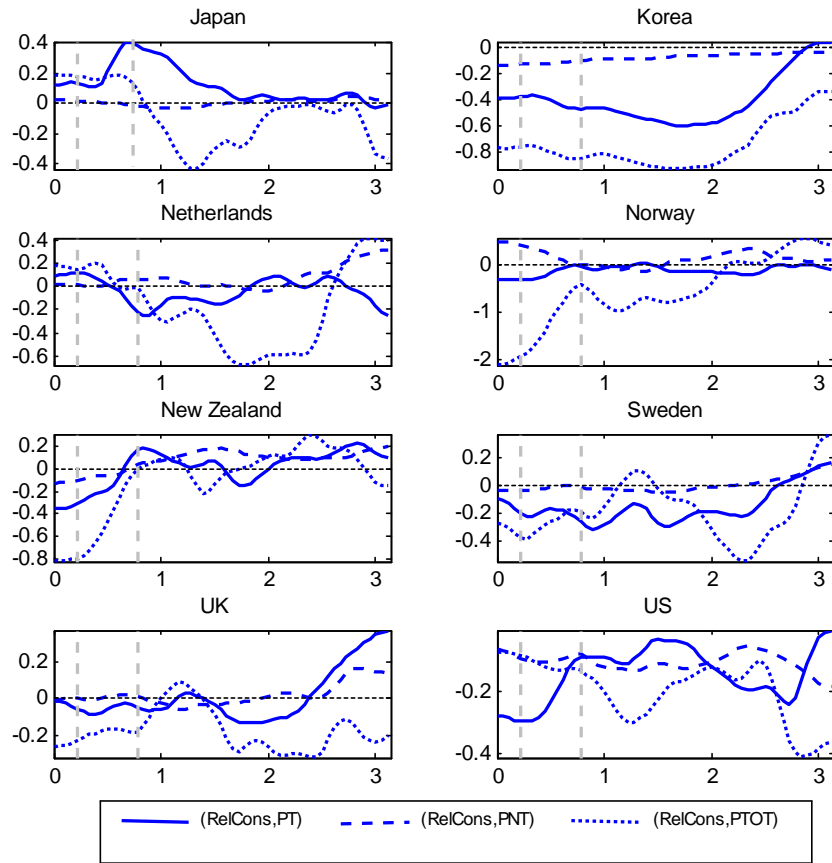 Japan
0.4
0.2
0
-0.2
-0.4
0 1 2 3
Korea
0
-0.2
-0.4
-0.6
-0.8
0 1 2 3
Netherlands
0.4
0.2
0
-0.2
-0.4
-0.6
0 1 2 3
Norway
0
-1
-2
0 1 2 3
New Zealand
0.2
0
-0.2
-0.4
-0.6
-0.8
0 1 2 3
Sweden
0.2
0
-0.2
-0.4
0 1 2 3
UK
0.2
0
-0.2
0 1 2 3
US
-0.2
-0.4
0 1 2 3
(RelCons,PT) (RelCons,PNT) (RelCons,PTOT)